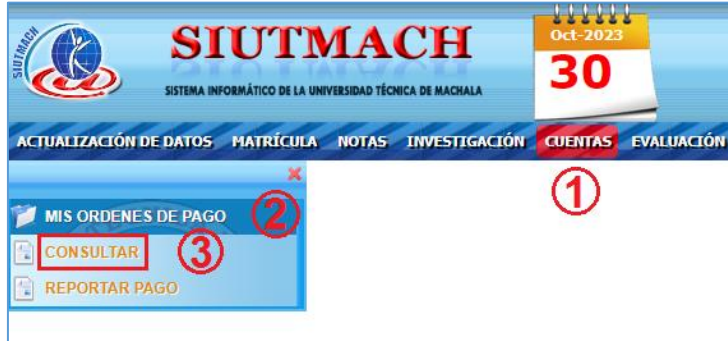 SIUTMACH
SIUTMACH
SISTEMA INFORMÁTICO DE LA UNIVERSIDAD TÉCNICA DE MACHALA
Oct-2023
30
ACTUALIZACIÓN DE DATOS MATRÍCULA NOTAS INVESTIGACIÓN CUENTAS EVALUACIÓN
1
MIS ORDENES DE PAGO 2
CONSULTAR 3
REPORTAR PAGO